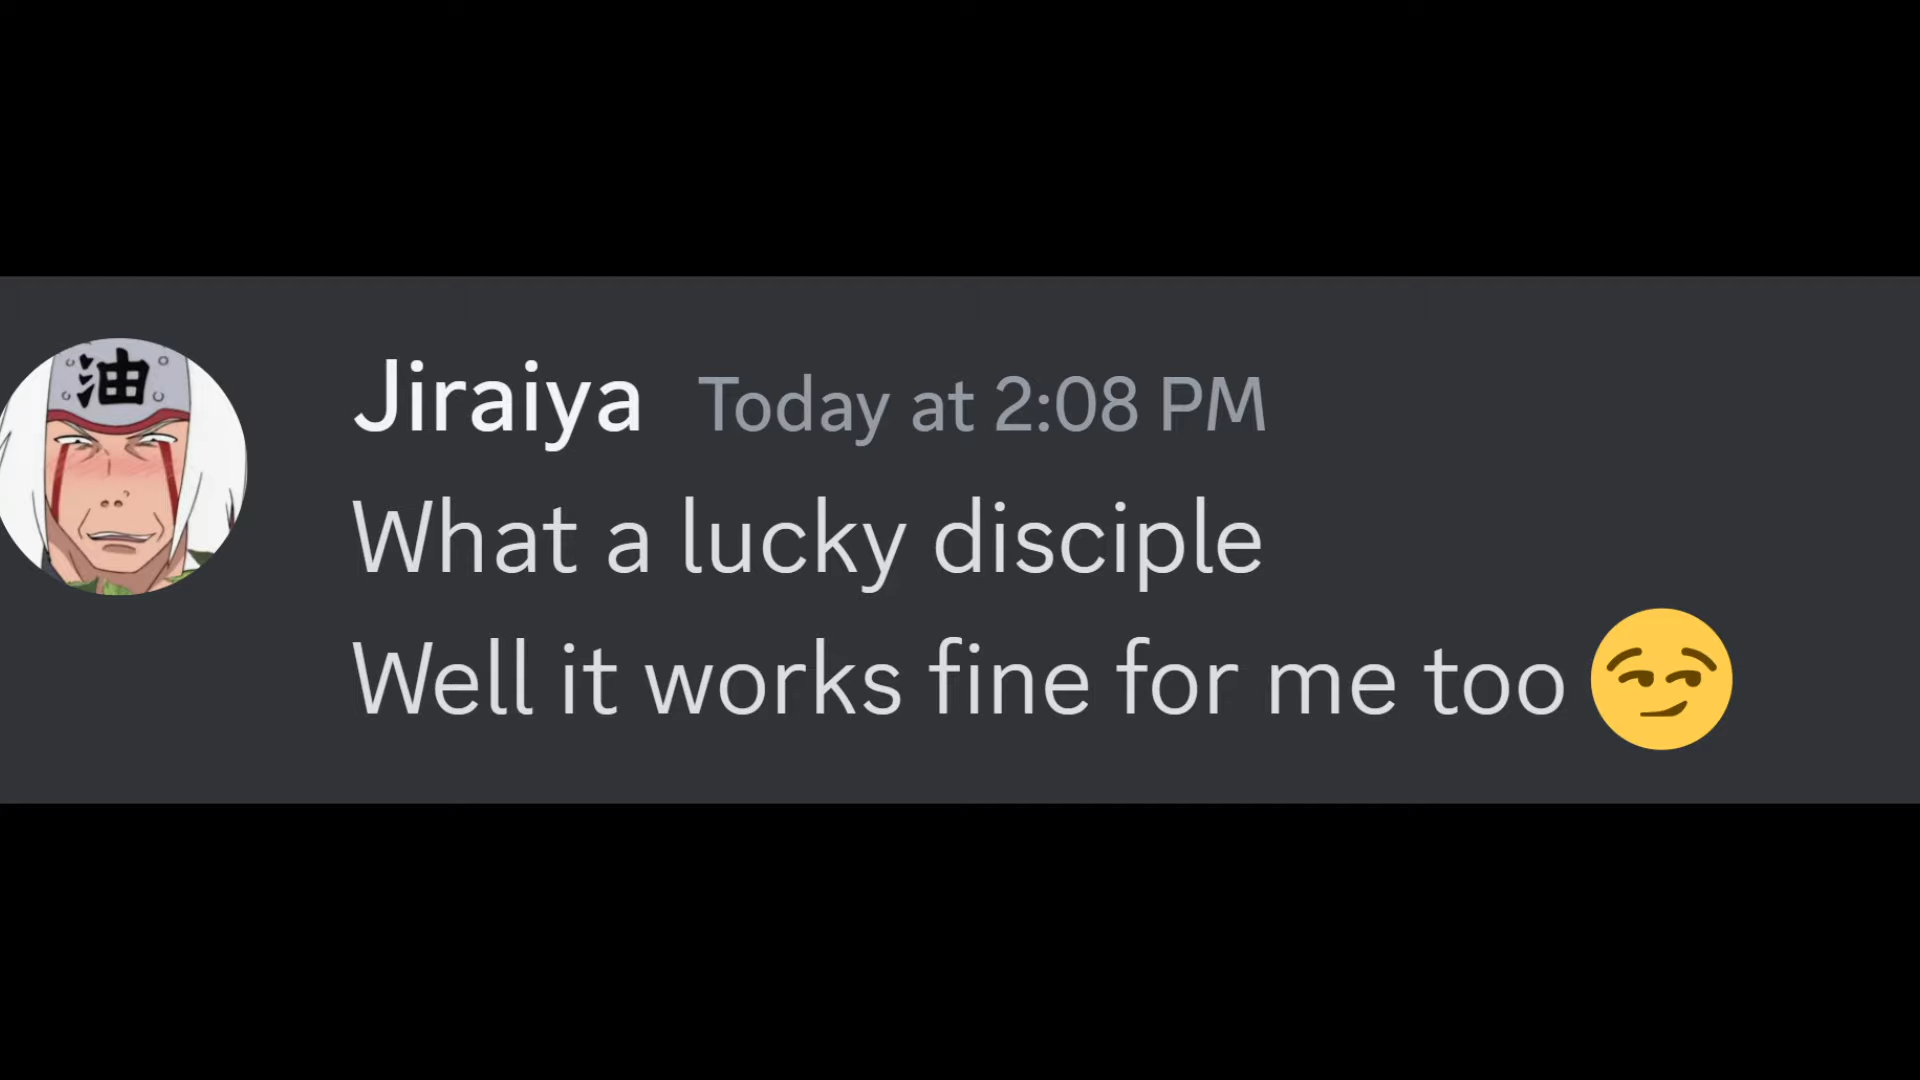 油
Jiraiya Today at 2:08 PM
What a lucky disciple
Well it works fine for me too 😏